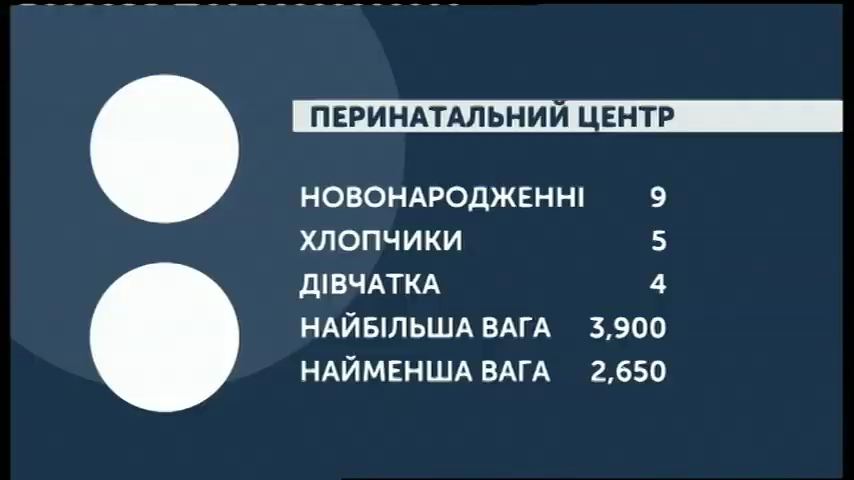 ПЕРИНАТАЛЬНИЙ ЦЕНТР
НОВОНАРОДЖЕННІ 9
ХЛОПЧИКИ 5
ДІВЧАТКА 4
НАЙБІЛЬША ВАГА 3,900
НАЙМЕНША ВАГА 2,650